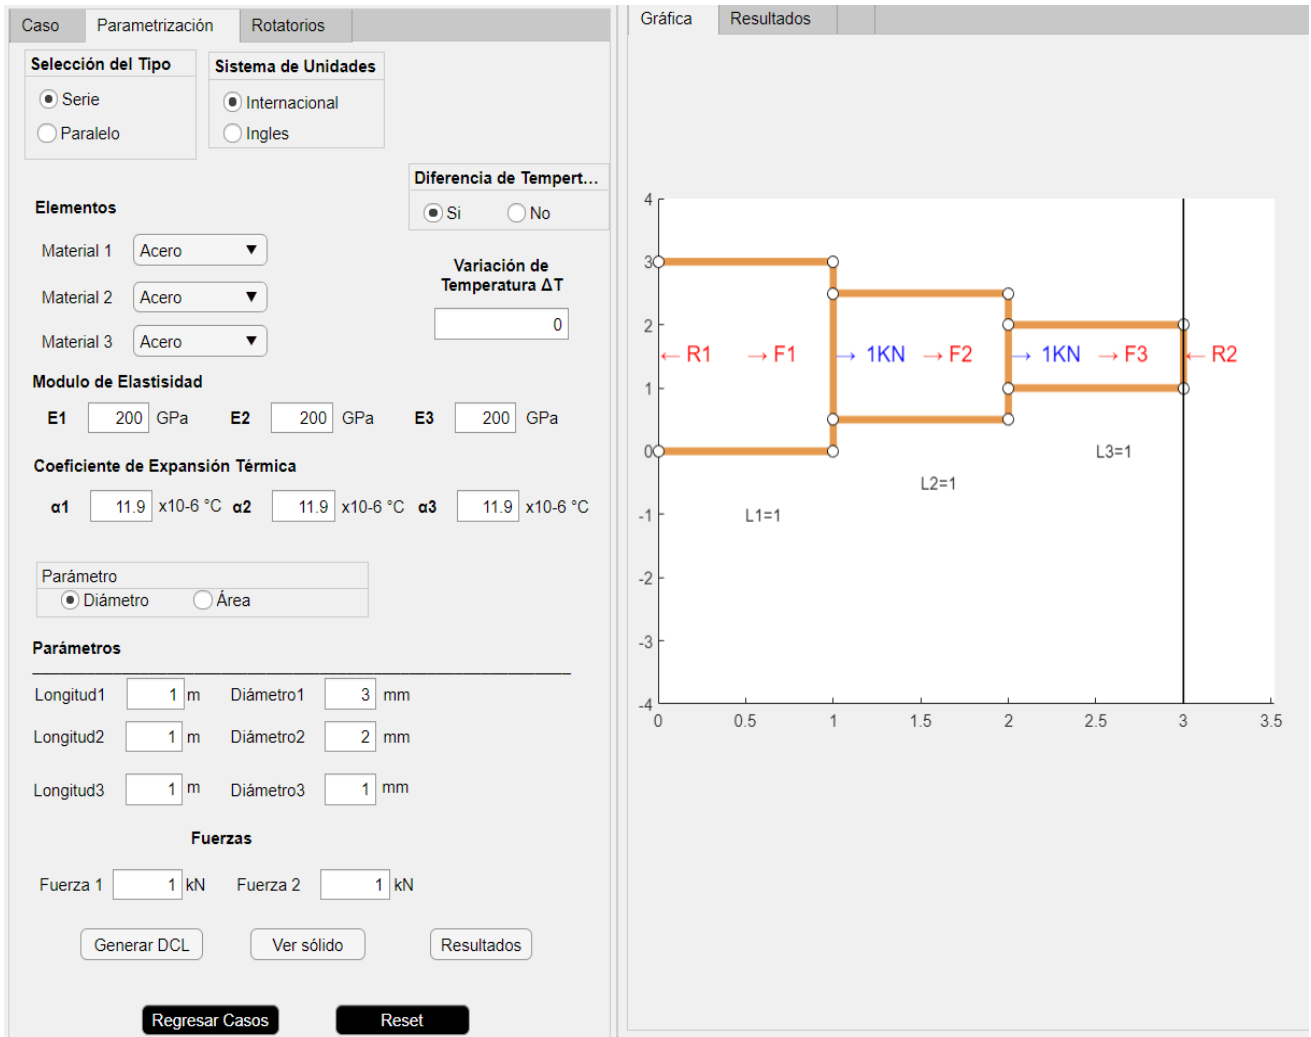 Caso Parametrización Rotatorios
Selección del Tipo
Serie
Paralelo
Sistema de Unidades
Internacional
Ingles
Diferencia de Tempert...
Si No
Elementos
Material 1 Acero
Material 2 Acero
Material 3 Acero
Variación de
Temperatura ΔT
0
Modulo de Elastisidad
E1 200 GPa E2 200 GPa E3 200 GPa
Coeficiente de Expansión Térmica
α1 11.9 x10-6 °C α2 11.9 x10-6 °C α3 11.9 x10-6 °C
Parámetro
Diámetro Área
Parámetros
Longitud1 1 m Diámetro1 3 mm
Longitud2 1 m Diámetro2 2 mm
Longitud3 1 m Diámetro3 1 mm
Fuerzas
Fuerza 1 1 kN Fuerza 2 1 kN
Generar DCL Ver sólido Resultados
Regresar Casos Reset
Gráfica Resultados
4
3
2
← R1 → F1 → 1KN → F2 → 1KN → F3 ← R2
1
0
L3=1
L2=1
-1
L1=1
-2
-3
-4
0 0.5 1 1.5 2 2.5 3 3.5